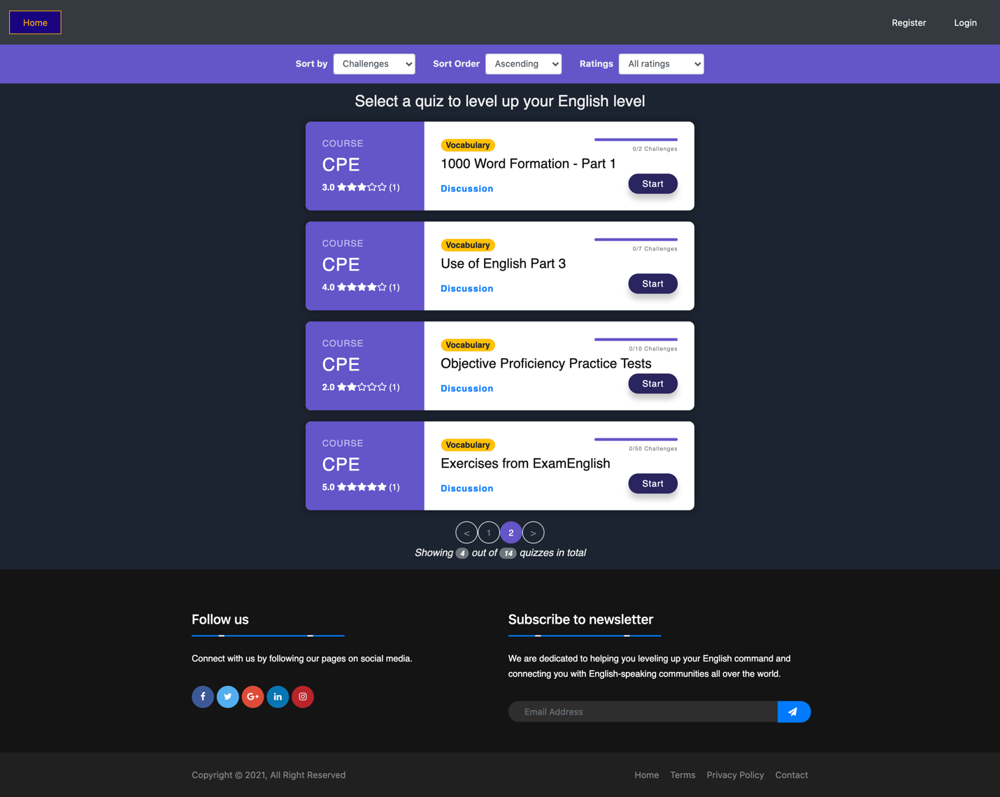 Home
Register
Login
Sort by
Challenges
Sort Order
Ascending
Ratings
All ratings
Select a quiz to level up your English level
COURSE
CPE
3.0 (1)
Vocabulary
0/2 Challenges
1000 Word Formation - Part 1
Discussion
Start
COURSE
CPE
4.0 (1)
Vocabulary
0/7 Challenges
Use of English Part 3
Discussion
Start
COURSE
CPE
2.0 (1)
Vocabulary
0/10 Challenges
Objective Proficiency Practice Tests
Discussion
Start
COURSE
CPE
5.0 (1)
Vocabulary
0/50 Challenges
Exercises from ExamEnglish
Discussion
Start
< 1 2 >
Showing 4 out of 14 quizzes in total
Follow us
Connect with us by following our pages on social media.
Subscribe to newsletter
We are dedicated to helping you leveling up your English command and
connecting you with English-speaking communities all over the world.
Email Address
Copyright © 2021, All Right Reserved
Home
Terms
Privacy Policy
Contact